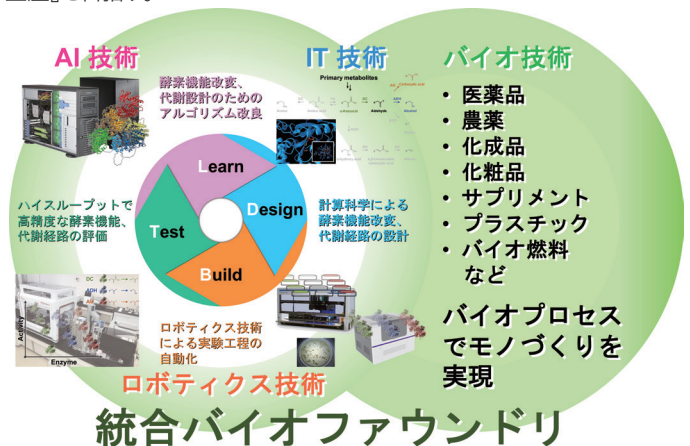 AI 技術
IT 技術
バイオ技術
酵素機能改変、
代謝設計のための
アルゴリズム改良
Primary metabolites
Aldehyde
Learn
Design
Build
Test
ハイスループットで
高精度な酵素機能、
代謝経路の評価
計算科学による
酵素機能改変、
代謝経路の設計
・医薬品
・農薬
・化成品
・化粧品
・サプリメント
・プラスチック
・バイオ燃料
など
DC
ADH
Activity
Enzyme
ロボティクス技術
による実験工程の
自動化
バイオプロセス
でモノづくりを
実現
ロボティクス技術
統合バイオファウンドリ